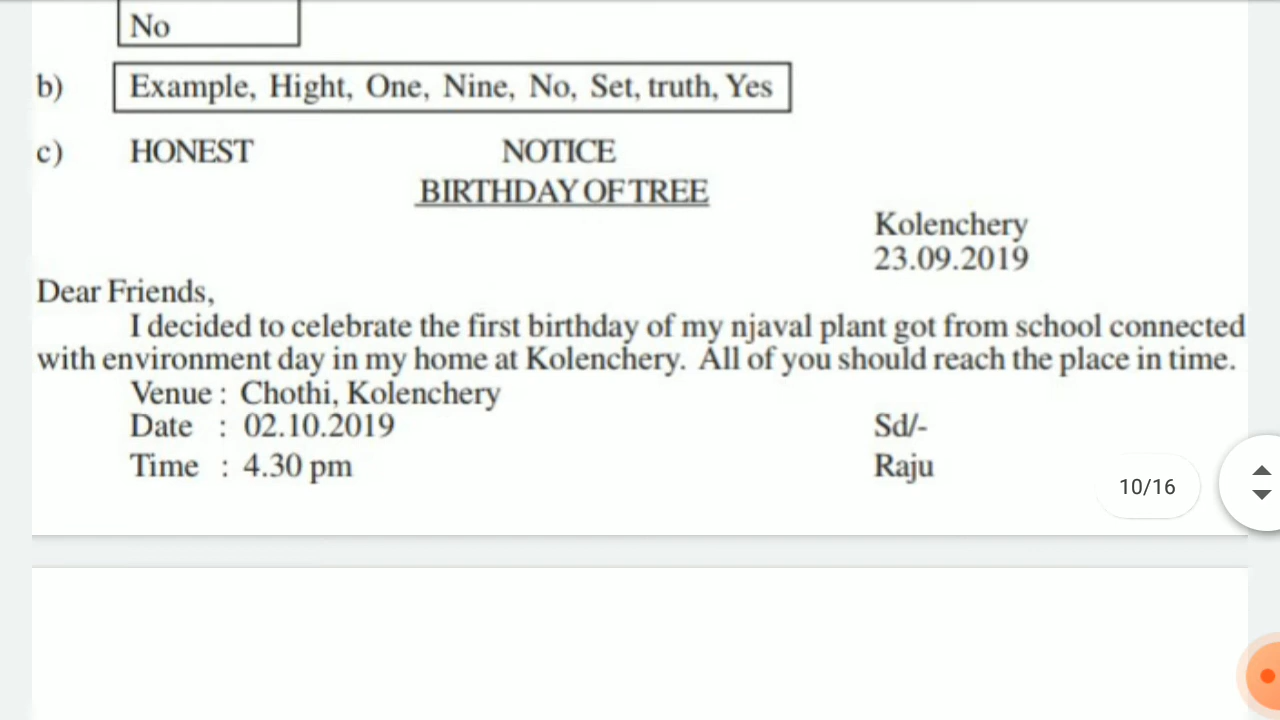 No
b) Example, Hight, One, Nine, No, Set, truth, Yes
c) HONEST NOTICE
BIRTHDAY OF TREE
Kolenchery
23.09.2019
Dear Friends,
I decided to celebrate the first birthday of my njaval plant got from school connected
with environment day in my home at Kolenchery. All of you should reach the place in time.
Venue : Chothi, Kolenchery
Date : 02.10.2019 Sd/-
Time : 4.30 pm Raju
10/16